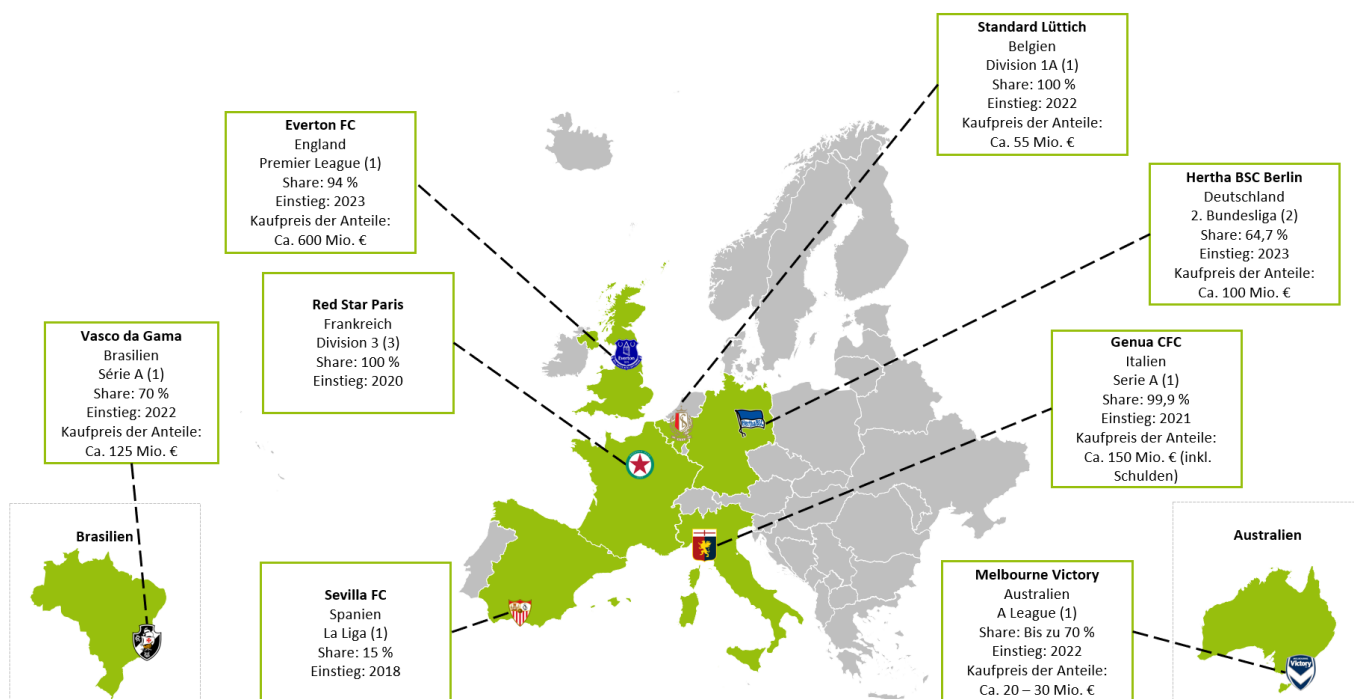 Standard Lüttich
Belgien
Division 1A (1)
Share: 100 %
Einstieg: 2022
Kaufpreis der Anteile:
Ca. 55 Mio. €
Everton FC
England
Premier League (1)
Share: 94 %
Einstieg: 2023
Kaufpreis der Anteile:
Ca. 600 Mio. €
Hertha BSC Berlin
Deutschland
2. Bundesliga (2)
Share: 64,7 %
Einstieg: 2023
Kaufpreis der Anteile:
Ca. 100 Mio. €
Red Star Paris
Frankreich
Division 3 (3)
Share: 100 %
Einstieg: 2020
Vasco da Gama
Brasilien
Série A (1)
Share: 70 %
Einstieg: 2022
Kaufpreis der Anteile:
Ca. 125 Mio. €
Genua CFC
Italien
Serie A (1)
Share: 99,9 %
Einstieg: 2021
Kaufpreis der Anteile:
Ca. 150 Mio. € (inkl.
Schulden)
Brasilien
Australien
Sevilla FC
Spanien
La Liga (1)
Share: 15 %
Einstieg: 2018
Melbourne Victory
Australien
A League (1)
Share: Bis zu 70 %
Einstieg: 2022
Kaufpreis der Anteile:
Ca. 20 – 30 Mio. €
Everton
Victory